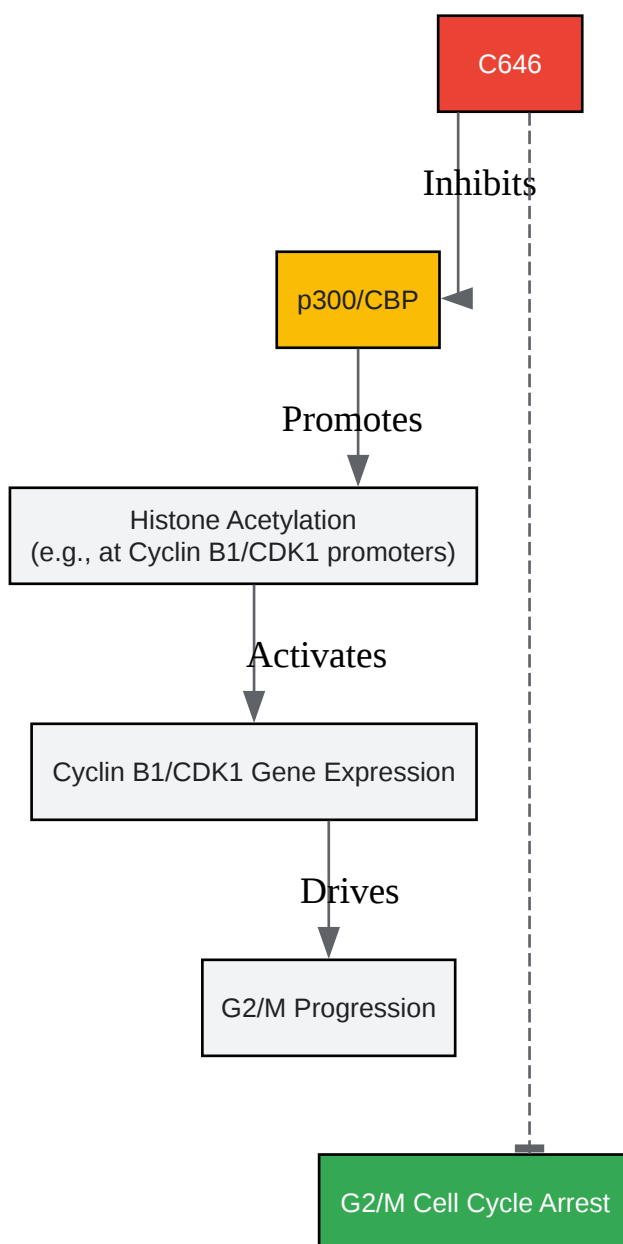 C646
Inhibits
p300/CBP
Promotes
Histone Acetylation
(e.g., at Cyclin B1/CDK1 promoters)
Activates
Cyclin B1/CDK1 Gene Expression
Drives
G2/M Progression
G2/M Cell Cycle Arrest